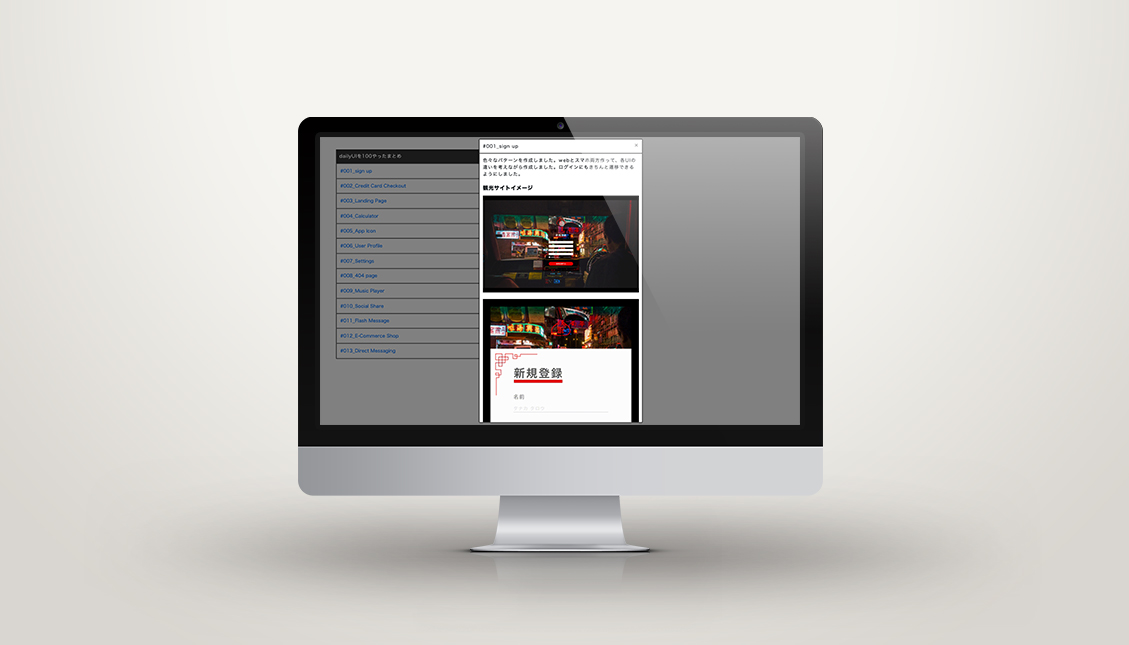 dailyUIを100やったまとめ
#001_sign up
#002_Credit Card Checkout
#003_Landing Page
#004_Calculator
#005_App Icon
#006_User Profile
#007_Settings
#008_404 page
#009_Music Player
#010_Social Share
#011_Flash Message
#012_E-Commerce Shop
#013_Direct Messaging
#001_sign up
×
色々なパターンを作成しました。webとスマホ両方作って、各UIの
違いを考えながら作成しました。ログインにもきちんと遷移できる
ようにしました。
観光サイトイメージ
新規登録
名前